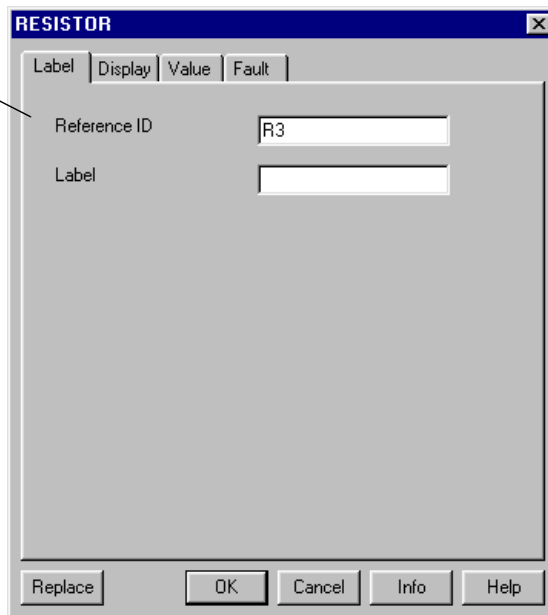 RESISTOR
Label Display Value Fault
Reference ID R3
Label
Replace OK Cancel Info Help